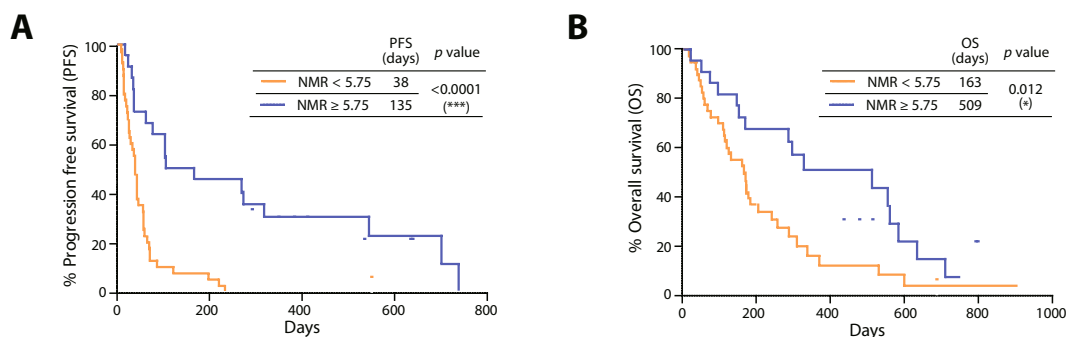 A
% Progression free survival (PFS)
100
80
60
40
20
0
0 200 400 600 800
Days
PFS (days) p value
NMR < 5.75 38
NMR ≥ 5.75 135
<0.0001
(***)
B
% Overall survival (OS)
100
80
60
40
20
0
0 200 400 600 800 1000
Days
OS (days) p value
NMR < 5.75 163
NMR ≥ 5.75 509
0.012
(*)